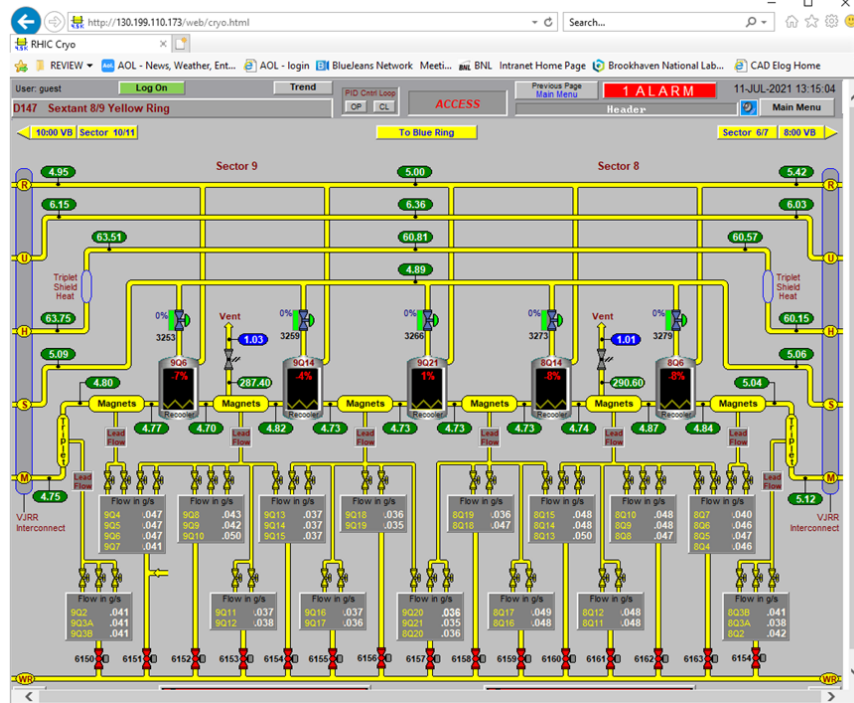 http://130.199.110.173/web/cryo.html
Search...
RHIC Cryo
REVIEW
AOL - News, Weather, Ent...
AOL - login
BlueJeans Network Meeti...
BNL Intranet Home Page
Brookhaven National Lab...
CAD Elog Home
User: guest
Log On
Trend
PID Cntrl Loop
OP CL
ACCESS
Previous Page
Main Menu
1 ALARM
11-JUL-2021 13:15:04
D147 Sextant 8/9 Yellow Ring
Header
Main Menu
10:00 VB Sector 10/11
To Blue Ring
Sector 6/7 8:00 VB
Sector 9
Sector 8
4.95 5.00 5.42
R R
6.15 6.36 6.03
63.51 60.81 60.57
U U
4.89
Triplet
Shield
Heat
Triplet
Shield
Heat
63.75 60.15
H H
0% 0% 0% 0%
Vent Vent
3253 3259 3266 3273 3279
1.03 1.01
5.09 5.06
9Q6 9Q14 9Q21 8Q14 8Q6
-7% -4% 1% -8% -8%
4.80 287.40 290.60 5.04
S S
Magnets Magnets Magnets Magnets Magnets Magnets
Recooler Recooler Recooler Recooler Recooler
4.77 4.70 4.82 4.73 4.73 4.73 4.73 4.74 4.87 4.84
Triplet Triplet
Lead
Flow
Lead
Flow
Lead
Flow
Lead
Flow
Lead
Flow
Lead
Flow
Lead
Flow
Lead
Flow
M M
4.75 5.12
VJRR
Interconnect
VJRR
Interconnect
Flow in g/s
9Q4 .047
9Q5 .047
9Q6 .047
9Q7 .041
Flow in g/s
9Q8 .043
9Q9 .042
9Q10 .050
Flow in g/s
9Q13 .037
9Q14 .037
9Q15 .037
Flow in g/s
9Q18 .036
9Q19 .035
Flow in g/s
8Q19 .036
8Q18 .047
Flow in g/s
8Q15 .048
8Q14 .048
8Q13 .050
Flow in g/s
8Q10 .048
8Q9 .048
8Q8 .047
Flow in g/s
8Q7 .040
8Q6 .046
8Q5 .047
8Q4 .046
Flow in g/s
9Q2 .041
9Q3A .041
9Q3B .041
Flow in g/s
9Q11 .037
9Q12 .038
Flow in g/s
9Q16 .037
9Q17 .036
Flow in g/s
9Q20 .036
9Q21 .035
8Q20 .036
Flow in g/s
8Q17 .049
8Q16 .048
Flow in g/s
8Q12 .048
8Q11 .048
Flow in g/s
8Q3B .041
8Q3A .038
8Q2 .042
6150 6151 6152 6153 6154 6155 6156 6157 6158 6159 6160 6161 6162 6163 6154
WR WR